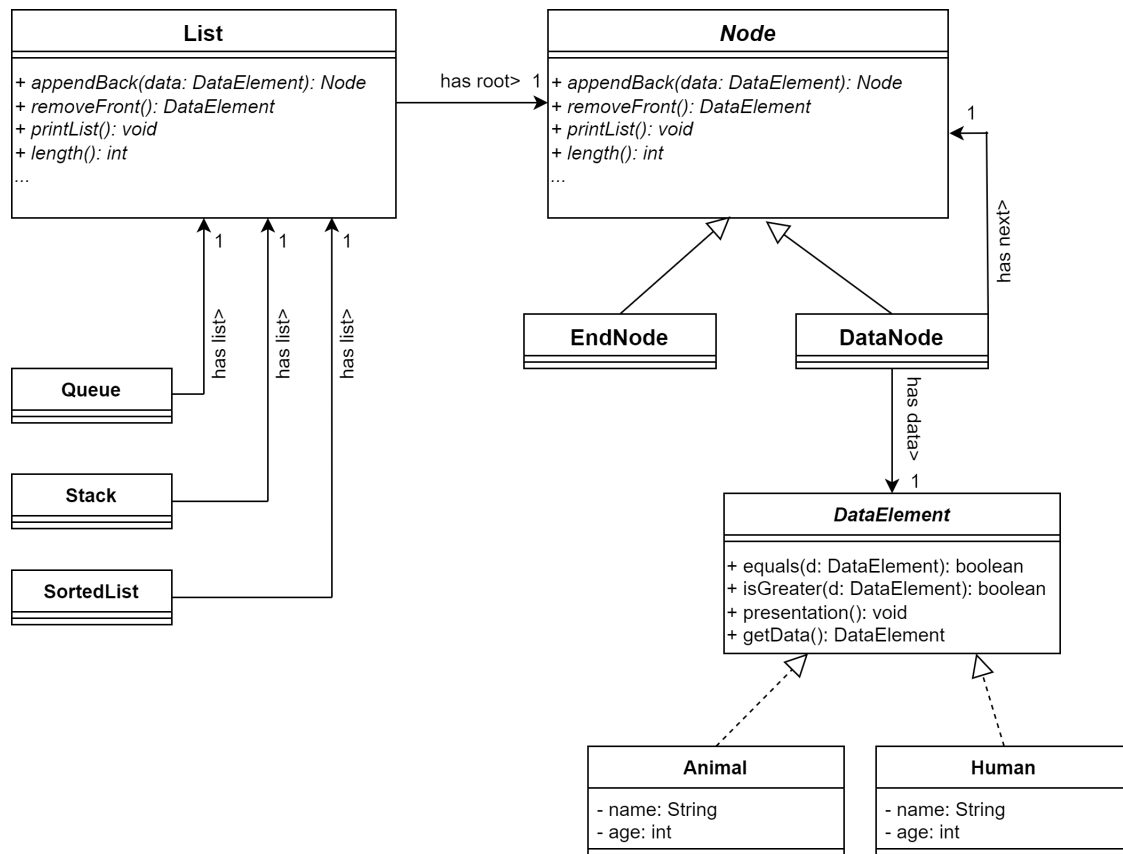 List
+ appendBack(data: DataElement): Node
+ removeFront(): DataElement
+ printList(): void
+ length(): int
...
has root>
1
Node
+ appendBack(data: DataElement): Node
+ removeFront(): DataElement
+ printList(): void
+ length(): int
...
1
has next>
1
1
1
has list>
has list>
has list>
Queue
Stack
SortedList
EndNode
DataNode
has data>
1
DataElement
+ equals(d: DataElement): boolean
+ isGreater(d: DataElement): boolean
+ presentation(): void
+ getData(): DataElement
Animal
- name: String
- age: int
Human
- name: String
- age: int